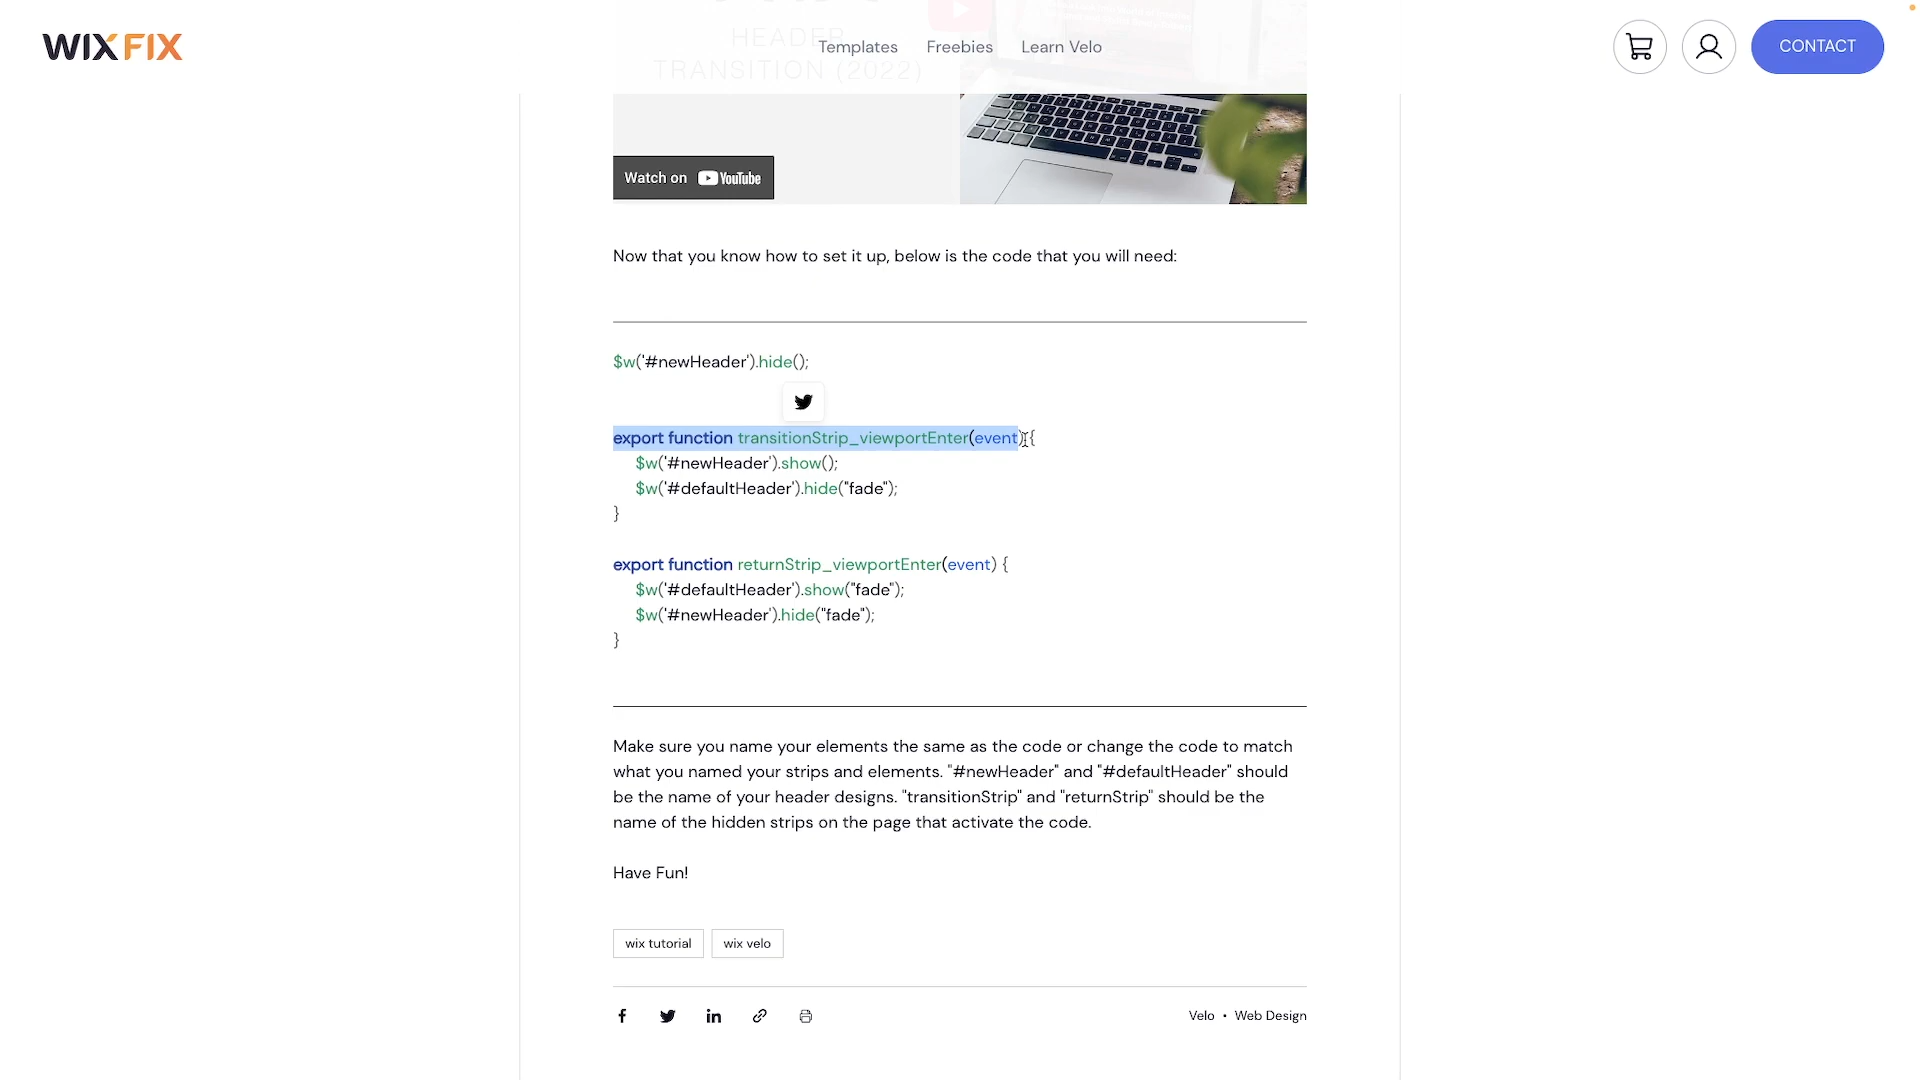 WIXFIX
Templates
Freebies
Learn Velo
CONTACT
HEADER
TRANSITION (2022)
Watch on YouTube
Now that you know how to set it up, below is the code that you will need:
$w('#newHeader').hide();
export function transitionStrip_viewportEnter(event) {
$w('#newHeader').show();
$w('#defaultHeader').hide("fade");
}
export function returnStrip_viewportEnter(event) {
$w('#defaultHeader').show("fade");
$w('#newHeader').hide("fade");
}
Make sure you name your elements the same as the code or change the code to match
what you named your strips and elements. "#newHeader" and "#defaultHeader" should
be the name of your header designs. "transitionStrip" and "returnStrip" should be the
name of the hidden strips on the page that activate the code.
Have Fun!
wix tutorial
wix velo
Velo • Web Design